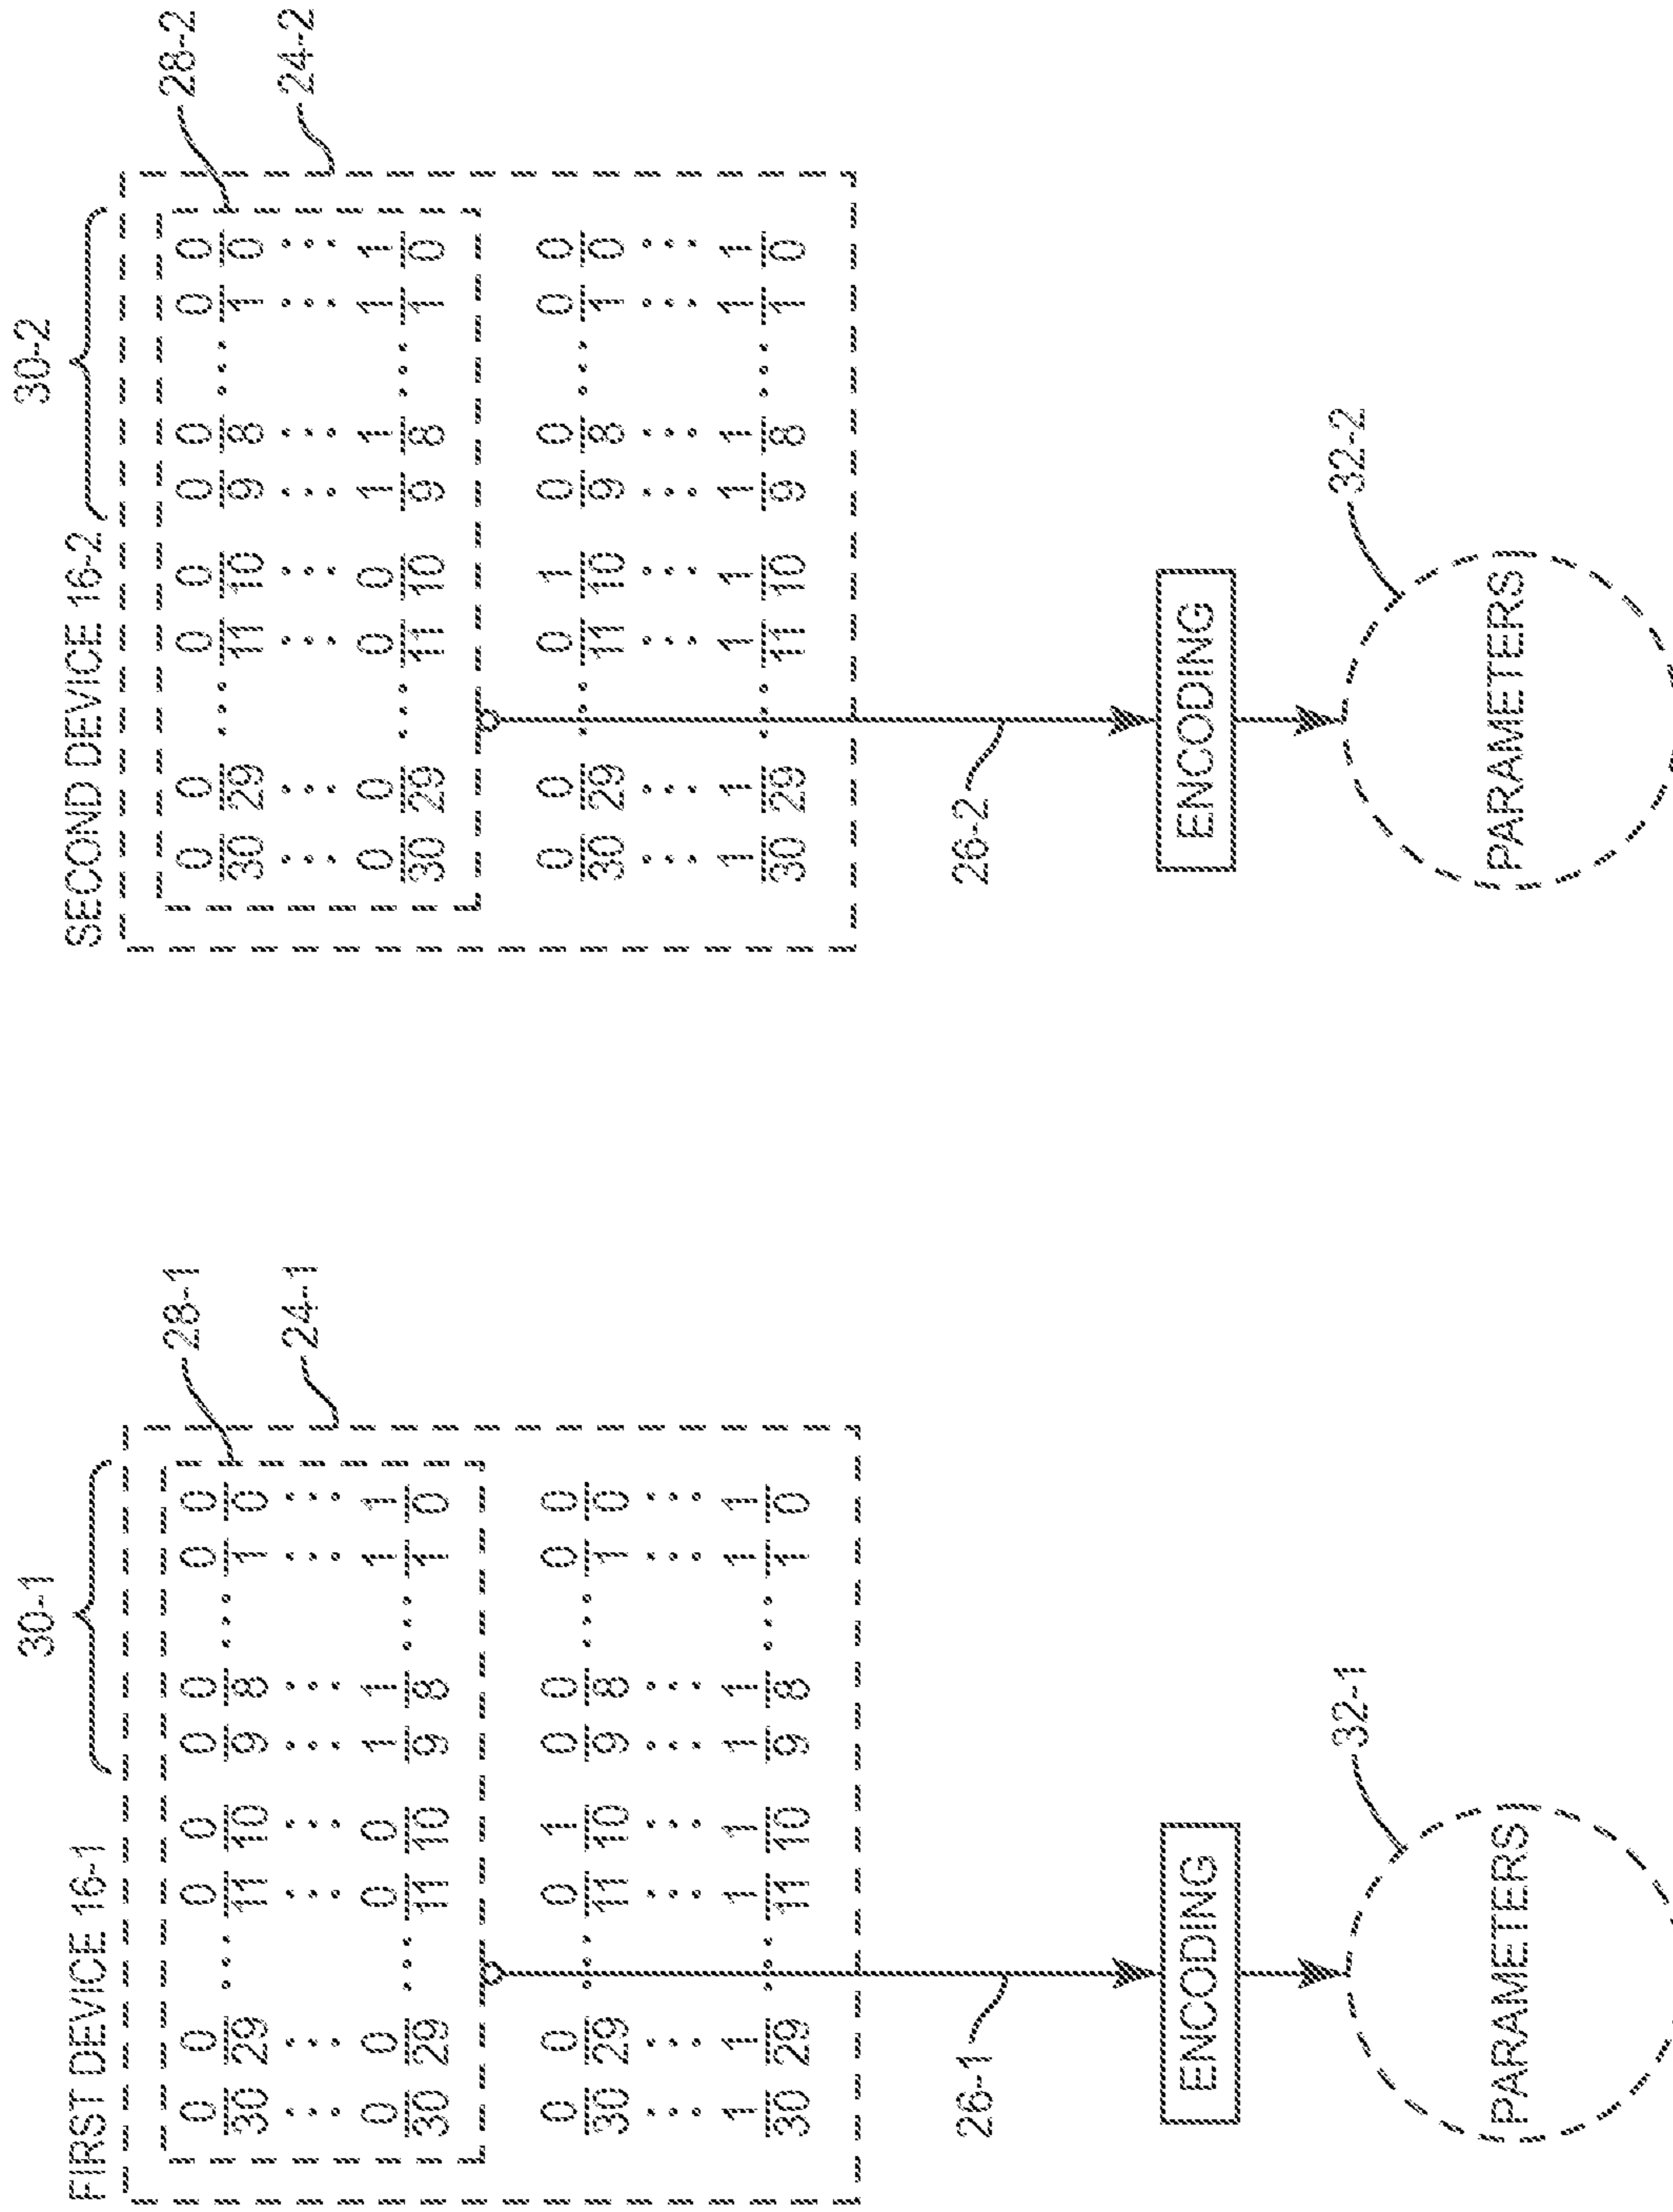 30-1
FIRST DEVICE 16-1
0 0 ... 0 0 0 0 ... 0 0
30 29 11 10 9 8 1 0
28-1
0 0 ... 0 0 1 1 ... 1 1
30 29 11 10 9 8 1 0
24-1
0 0 ... 0 1 0 0 ... 0 0
30 29 11 10 9 8 1 0
1 1 ... 1 1 1 1 ... 1 1
30 29 11 10 9 8 1 0
26-1
ENCODING
32-1
PARAMETERS
30-2
SECOND DEVICE 16-2
0 0 ... 0 0 0 0 ... 0 0
30 29 11 10 9 8 1 0
28-2
0 0 ... 0 0 1 1 ... 1 1
30 29 11 10 9 8 1 0
24-2
0 0 ... 0 1 0 0 ... 0 0
30 29 11 10 9 8 1 0
1 1 ... 1 1 1 1 ... 1 1
30 29 11 10 9 8 1 0
26-2
ENCODING
32-2
PARAMETERS